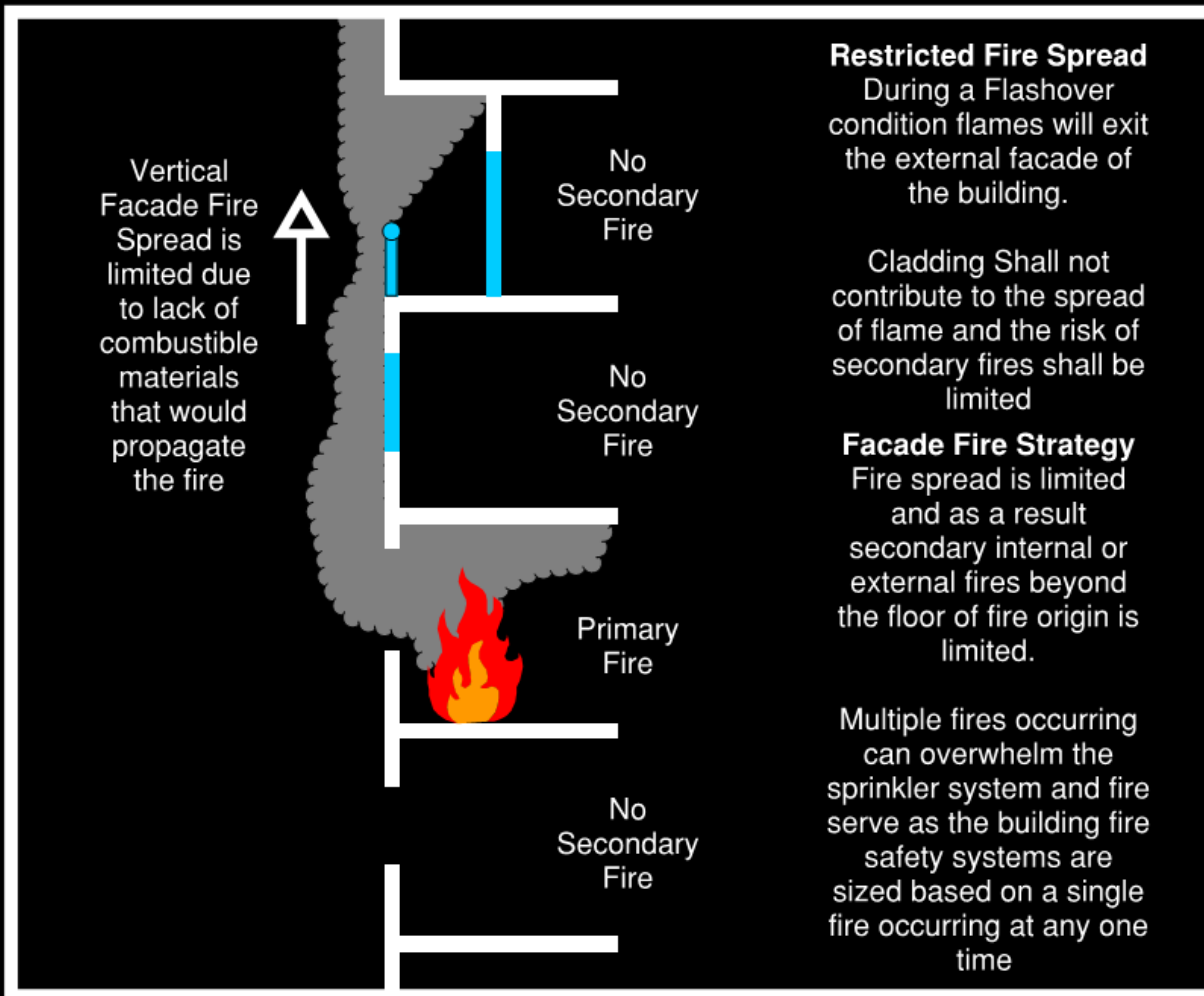 Vertical
Facade Fire
Spread is
limited due
to lack of
combustible
materials
that would
propagate
the fire
No
Secondary
Fire
No
Secondary
Fire
Primary
Fire
No
Secondary
Fire
Restricted Fire Spread
During a Flashover
condition flames will exit
the external facade of
the building.
Cladding Shall not
contribute to the spread
of flame and the risk of
secondary fires shall be
limited
Facade Fire Strategy
Fire spread is limited
and as a result
secondary internal or
external fires beyond
the floor of fire origin is
limited.
Multiple fires occurring
can overwhelm the
sprinkler system and fire
serve as the building fire
safety systems are
sized based on a single
fire occurring at any one
time